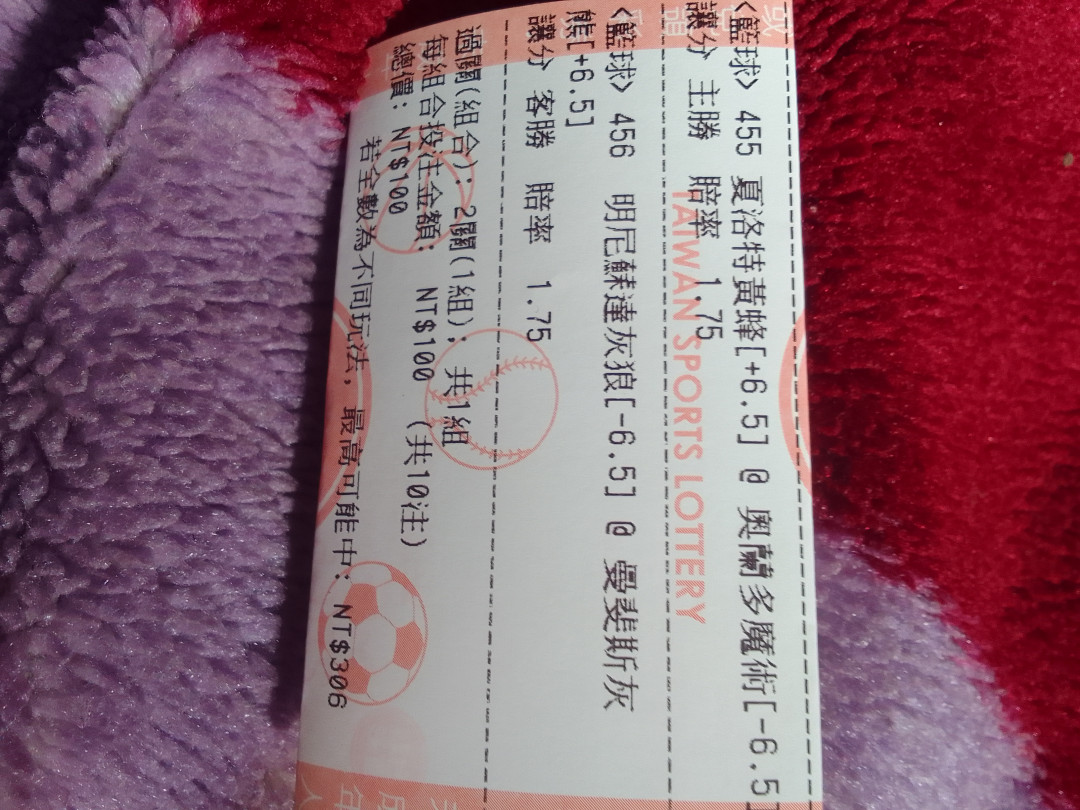 <籃球> 455 夏洛特黃蜂[+6.5] @ 奧蘭多魔術[-6.5]
讓分 主勝 賠率 1.75
TAIWAN SPORTS LOTTERY
<籃球> 456 明尼蘇達灰狼[-6.5] @ 曼斐斯灰
熊[+6.5]
讓分 客勝 賠率 1.75
過關(組合): 2關(1組); 共1組
每組合投注金額: NT$100 (共10注)
總價: NT$100
若全數為不同玩法, 最高可能中: NT$306